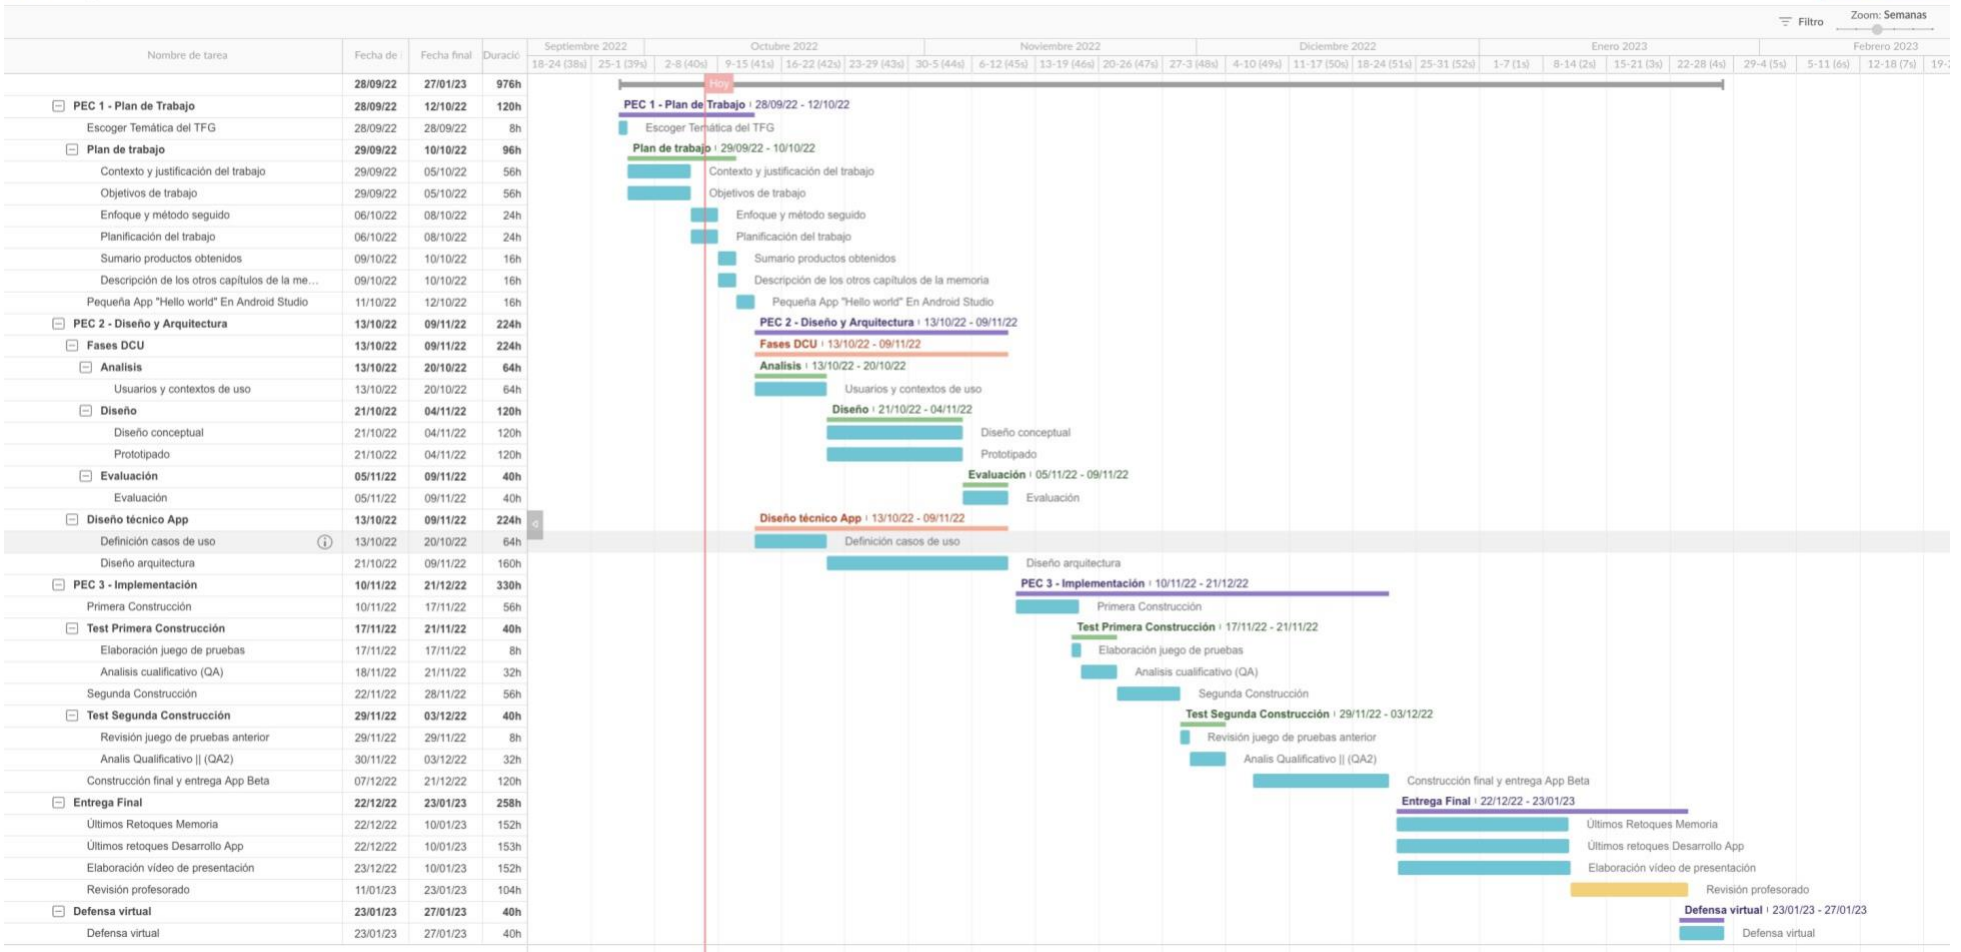 Filtro Zoom: Semanas
Nombre de tarea Fecha de Fecha final Duració Septiembre 2022 Octubre 2022 Noviembre 2022 Diciembre 2022 Enero 2023 Febrero 2023
18-24 (38s) 25-1 (39s) 2-8 (40s) 9-15 (41s) 16-22 (42s) 23-29 (43s) 30-5 (44s) 6-12 (45s) 13-19 (46s) 20-26 (47s) 27-3 (48s) 4-10 (49s) 11-17 (50s) 18-24 (51s) 25-31 (52s) 1-7 (1s) 8-14 (2s) 15-21 (3s) 22-28 (4s) 29-4 (5s) 5-11 (6s) 12-18 (7s) 19-2
28/09/22 27/01/23 976h Hoy
PEC 1 - Plan de Trabajo 28/09/22 12/10/22 120h PEC 1 - Plan de Trabajo 28/09/22 - 12/10/22
Escoger Temática del TFG 28/09/22 28/09/22 8h Escoger Temática del TFG
Plan de trabajo 29/09/22 10/10/22 96h Plan de trabajo 29/09/22 - 10/10/22
Contexto y justificación del trabajo 29/09/22 05/10/22 56h Contexto y justificación del trabajo
Objetivos de trabajo 29/09/22 05/10/22 56h Objetivos de trabajo
Enfoque y método seguido 06/10/22 08/10/22 24h Enfoque y método seguido
Planificación del trabajo 06/10/22 08/10/22 24h Planificación del trabajo
Sumario productos obtenidos 09/10/22 10/10/22 16h Sumario productos obtenidos
Descripción de los otros capítulos de la me... 09/10/22 10/10/22 16h Descripción de los otros capítulos de la memoria
Pequeña App "Hello world" En Android Studio 11/10/22 12/10/22 16h Pequeña App "Hello world" En Android Studio
PEC 2 - Diseño y Arquitectura 13/10/22 09/11/22 224h PEC 2 - Diseño y Arquitectura 13/10/22 - 09/11/22
Fases DCU 13/10/22 09/11/22 224h Fases DCU 13/10/22 - 09/11/22
Analisis 13/10/22 20/10/22 64h Analisis 13/10/22 - 20/10/22
Usuarios y contextos de uso 13/10/22 20/10/22 64h Usuarios y contextos de uso
Diseño 21/10/22 04/11/22 120h Diseño 21/10/22 - 04/11/22
Diseño conceptual 21/10/22 04/11/22 120h Diseño conceptual
Prototipado 21/10/22 04/11/22 120h Prototipado
Evaluación 05/11/22 09/11/22 40h Evaluación 05/11/22 - 09/11/22
Evaluación 05/11/22 09/11/22 40h Evaluación
Diseño técnico App 13/10/22 09/11/22 224h Diseño técnico App 13/10/22 - 09/11/22
Definición casos de uso 13/10/22 20/10/22 64h Definición casos de uso
Diseño arquitectura 21/10/22 09/11/22 160h Diseño arquitectura
PEC 3 - Implementación 10/11/22 21/12/22 330h PEC 3 - Implementación 10/11/22 - 21/12/22
Primera Construcción 10/11/22 17/11/22 56h Primera Construcción
Test Primera Construcción 17/11/22 21/11/22 40h Test Primera Construcción 17/11/22 - 21/11/22
Elaboración juego de pruebas 17/11/22 17/11/22 8h Elaboración juego de pruebas
Analisis cualificativo (QA) 18/11/22 21/11/22 32h Analisis cualificativo (QA)
Segunda Construcción 22/11/22 28/11/22 56h Segunda Construcción
Test Segunda Construcción 29/11/22 03/12/22 40h Test Segunda Construcción 29/11/22 - 03/12/22
Revisión juego de pruebas anterior 29/11/22 29/11/22 8h Revisión juego de pruebas anterior
Analis Qualificativo || (QA2) 30/11/22 03/12/22 32h Analis Qualificativo || (QA2)
Construcción final y entrega App Beta 07/12/22 21/12/22 120h Construcción final y entrega App Beta
Entrega Final 22/12/22 23/01/23 258h Entrega Final 22/12/22 - 23/01/23
Últimos Retoques Memoria 22/12/22 10/01/23 152h Últimos Retoques Memoria
Últimos retoques Desarrollo App 22/12/22 10/01/23 153h Últimos retoques Desarrollo App
Elaboración vídeo de presentación 23/12/22 10/01/23 152h Elaboración vídeo de presentación
Revisión profesorado 11/01/23 23/01/23 104h Revisión profesorado
Defensa virtual 23/01/23 27/01/23 40h Defensa virtual 23/01/23 - 27/01/23
Defensa virtual 23/01/23 27/01/23 40h Defensa virtual